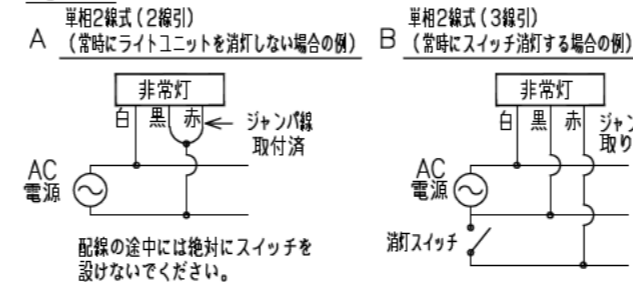 単相2線式(2線引)
A (常時にライトユニットを消灯しない場合の例)
非常灯
白 黒 赤
ジャンパ線
取付済
AC
電源
配線の途中には絶対にスイッチを
設けないでください。
単相2線式(3線引)
B (常時にスイッチ消灯する場合の例)
非常灯
白 黒 赤
ジャン
取り
AC
電源
消灯スイッチ